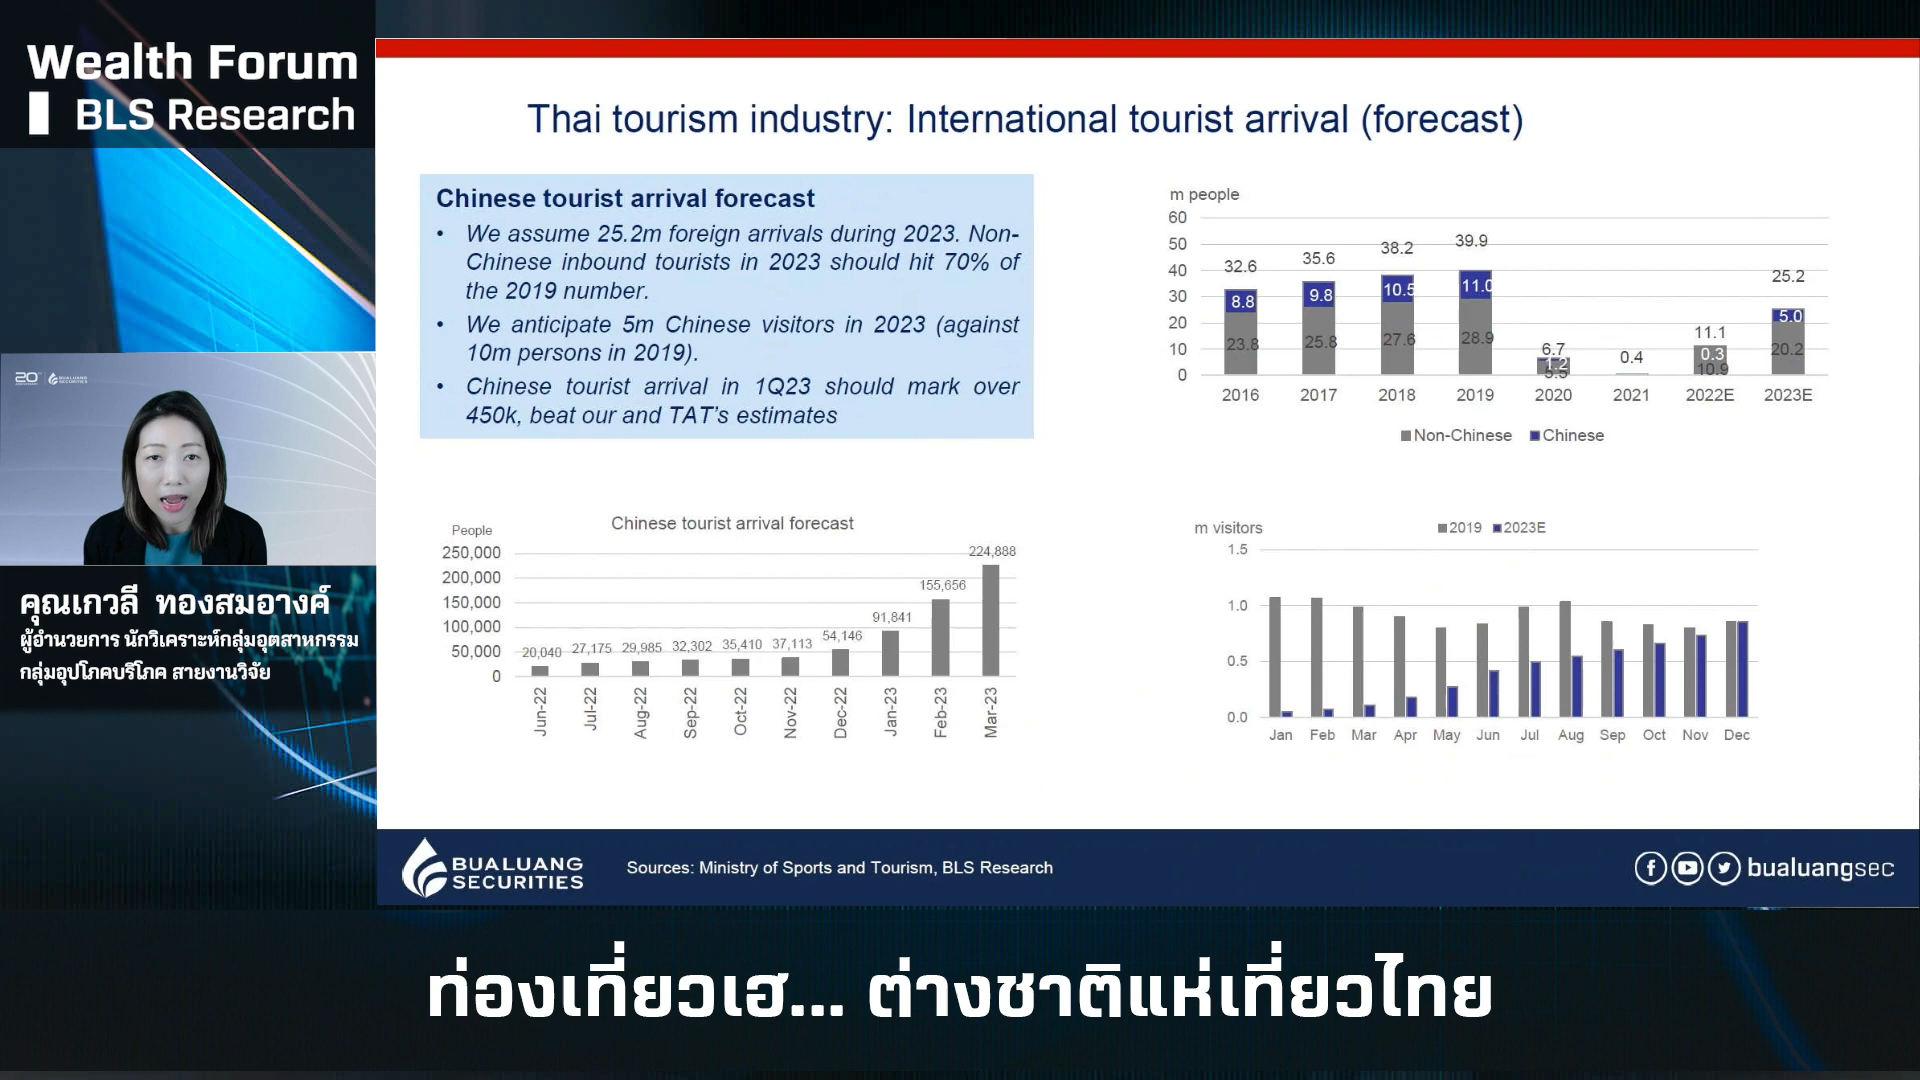 Wealth Forum
BLS Research
20
BUALUANG
SECURITIES
คุณเกวลี ทองสมอางค์
ผู้อำนวยการ นักวิเคราะห์กลุ่มอุตสาหกรรม
กลุ่มอุปโภคบริโภค สายงานวิจัย
Thai tourism industry: International tourist arrival (forecast)
Chinese tourist arrival forecast
• We assume 25.2m foreign arrivals during 2023. Non-
Chinese inbound tourists in 2023 should hit 70% of
the 2019 number.
• We anticipate 5m Chinese visitors in 2023 (against
10m persons in 2019).
• Chinese tourist arrival in 1Q23 should mark over
450k, beat our and TAT's estimates
m people
60
50
40
30
20
10
0
32.6 35.6 38.2 39.9 6.7 0.4 11.1 25.2
8.8 9.8 10.5 11.0 1.2 0.3 5.0
23.8 25.8 27.6 28.9 5.5 10.9 20.2
2016 2017 2018 2019 2020 2021 2022E 2023E
Non-Chinese Chinese
People
Chinese tourist arrival forecast
250,000
200,000
150,000
100,000
50,000
0
20,040 27,175 29,985 32,302 35,410 37,113 54,146 91,841 155,656 224,888
Jun-22 Jul-22 Aug-22 Sep-22 Oct-22 Nov-22 Dec-22 Jan-23 Feb-23 Mar-23
m visitors
2019 2023E
1.5
1.0
0.5
0.0
Jan Feb Mar Apr May Jun Jul Aug Sep Oct Nov Dec
BUALUANG
SECURITIES
Sources: Ministry of Sports and Tourism, BLS Research
bualuangsec
ท่องเที่ยวเฮ... ต่างชาติแห่เที่ยวไทย